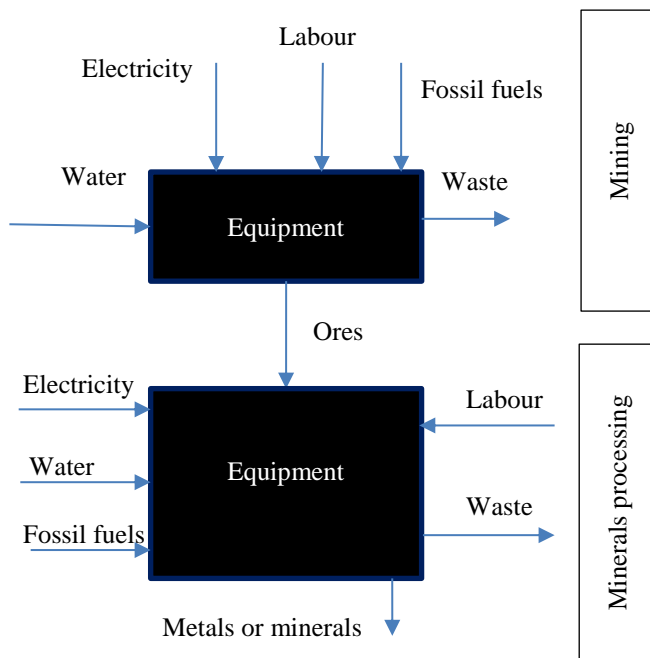 Labour
Electricity
Fossil fuels
Water
Waste
Equipment
Mining
Ores
Electricity
Labour
Water
Equipment
Waste
Fossil fuels
Metals or minerals
Minerals processing